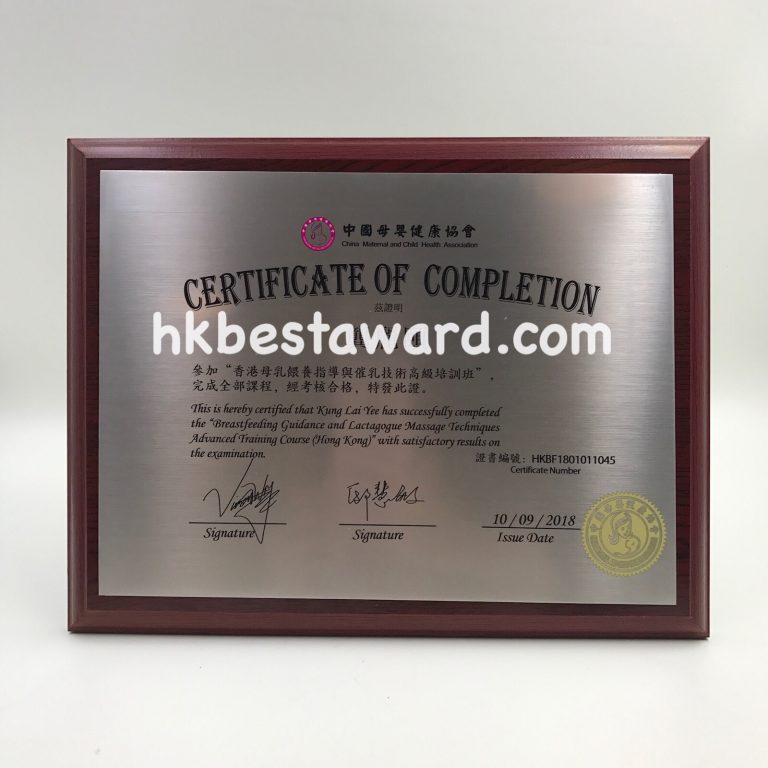 中國母嬰健康協會
China Maternal and Child Health Association
CERTIFICATE OF COMPLETION
茲證明
hkbestaward.com
參加“香港母乳餵養指導與催乳技術高級培訓班”,
完成全部課程,經考核合格,特發此證。
This is hereby certified that Kung Lai Yee has successfully completed
the “Breastfeeding Guidance and Lactagogue Massage Techniques
Advanced Training Course (Hong Kong)” with satisfactory results on
the examination.
證書編號: HKBF1801011045
Certificate Number
10 / 09 / 2018
Signature
Signature
Issue Date